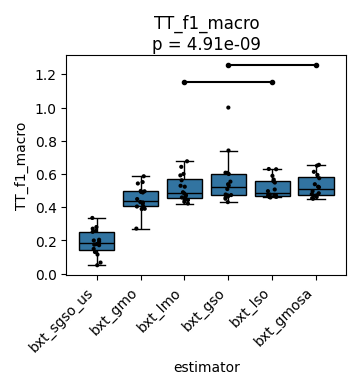 TT_f1_macro
p = 4.91e-09
TT_f1_macro
1.2
1.0
0.8
0.6
0.4
0.2
0.0
bxt_sgso_us
bxt_gmo
bxt_lmo
bxt_gso
bxt_lso
bxt_gmosa
estimator